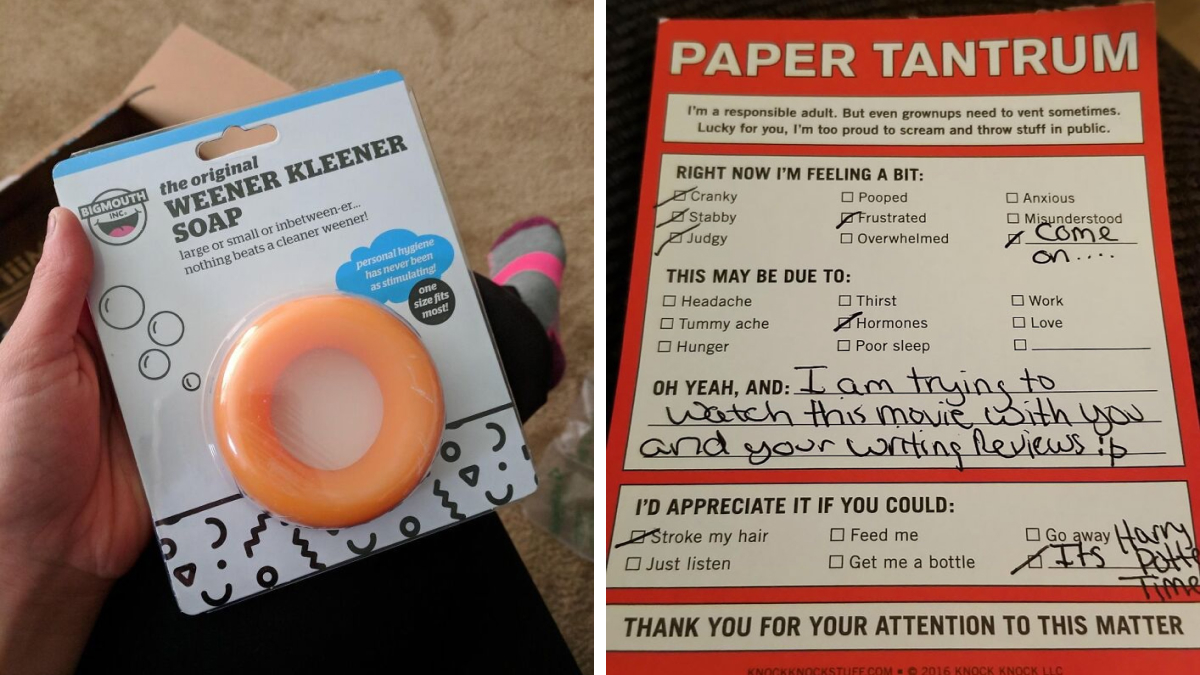 BIGMOUTH
INC.
the original
WEENER KLEENER
SOAP
large or small or inbetween-er...
nothing beats a cleaner weener!
personal hygiene
has never been
as stimulating!
one
size fits
most!
PAPER TANTRUM
I'm a responsible adult. But even grownups need to vent sometimes.
Lucky for you, I'm too proud to scream and throw stuff in public.
RIGHT NOW I'M FEELING A BIT:
Cranky Pooped Anxious
Stabby Frustrated Misunderstood
Judgy Overwhelmed Come
on....
THIS MAY BE DUE TO:
Headache Thirst Work
Tummy ache Hormones Love
Hunger Poor sleep
OH YEAH, AND: I am trying to
watch this movie with you
and your writing Reviews :p
I'D APPRECIATE IT IF YOU COULD:
Stroke my hair Feed me Go away Harry
Just listen Get me a bottle Its Potte
Time
THANK YOU FOR YOUR ATTENTION TO THIS MATTER
KNOCKKNOCKSTUFF.COM • © 2016 KNOCK KNOCK LLC